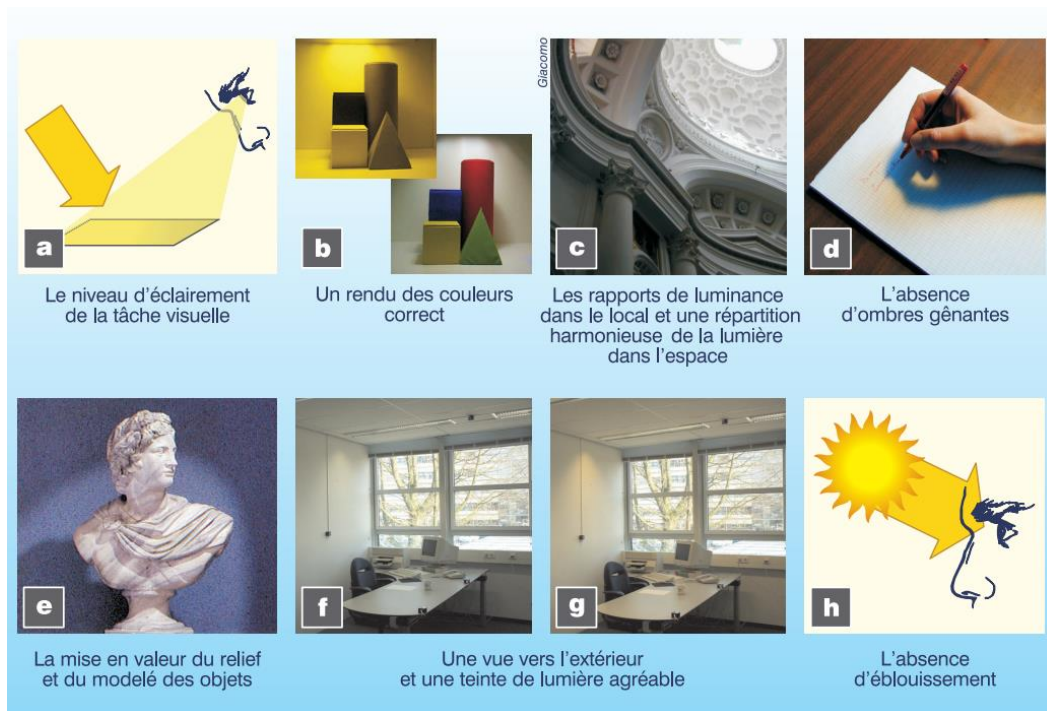 Giacomo
a
b
c
d
Le niveau d'éclairement
de la tâche visuelle
Un rendu des couleurs
correct
Les rapports de luminance
dans le local et une répartition
harmonieuse de la lumière
dans l'espace
L'absence
d'ombres gênantes
e
f
g
h
La mise en valeur du relief
et du modelé des objets
Une vue vers l'extérieur
et une teinte de lumière agréable
L'absence
d'éblouissement